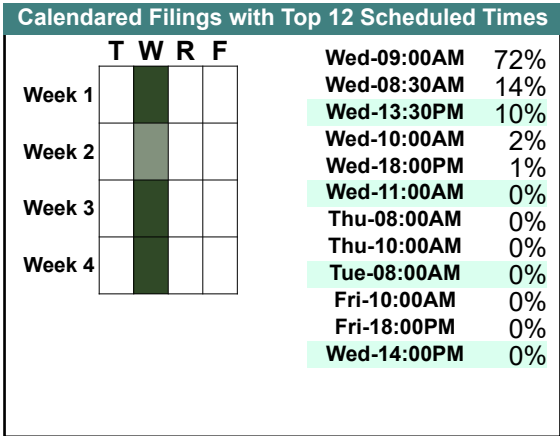 Calendared Filings with Top 12 Scheduled Times
T W R F
Week 1
Week 2
Week 3
Week 4
Wed-09:00AM 72%
Wed-08:30AM 14%
Wed-13:30PM 10%
Wed-10:00AM 2%
Wed-18:00PM 1%
Wed-11:00AM 0%
Thu-08:00AM 0%
Thu-10:00AM 0%
Tue-08:00AM 0%
Fri-10:00AM 0%
Fri-18:00PM 0%
Wed-14:00PM 0%